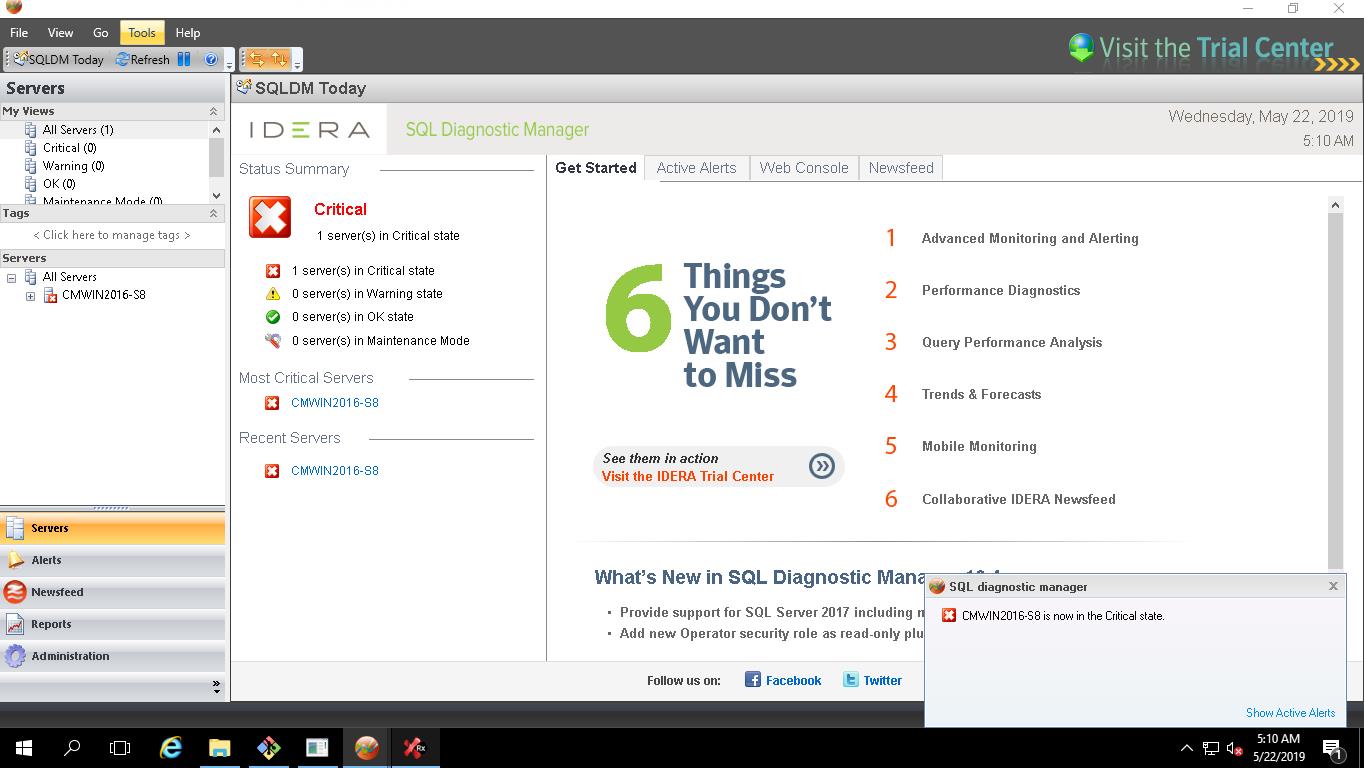 File View Go Tools Help
Visit the Trial Center
SQLDM Today Refresh
Servers
SQLDM Today
My Views
All Servers (1)
Critical (0)
Warning (0)
OK (0)
Maintenance Mode (0)
Tags
< Click here to manage tags >
Servers
All Servers
CMWIN2016-S8
Servers
Alerts
Newsfeed
Reports
Administration
IDERA SQL Diagnostic Manager
Wednesday, May 22, 2019
5:10 AM
Status Summary
Critical
1 server(s) in Critical state
1 server(s) in Critical state
0 server(s) in Warning state
0 server(s) in OK state
0 server(s) in Maintenance Mode
Most Critical Servers
CMWIN2016-S8
Recent Servers
CMWIN2016-S8
Get Started Active Alerts Web Console Newsfeed
6 Things
You Don't
Want
to Miss
See them in action
Visit the IDERA Trial Center
1 Advanced Monitoring and Alerting
2 Performance Diagnostics
3 Query Performance Analysis
4 Trends & Forecasts
5 Mobile Monitoring
6 Collaborative IDERA Newsfeed
What's New in SQL Diagnostic
• Provide support for SQL Server 2017 including
• Add new Operator security role as read-only
Follow us on: Facebook Twitter
SQL diagnostic manager
CMWIN2016-S8 is now in the Critical state.
Show Active Alerts
Rx
5:10 AM
5/22/2019
1